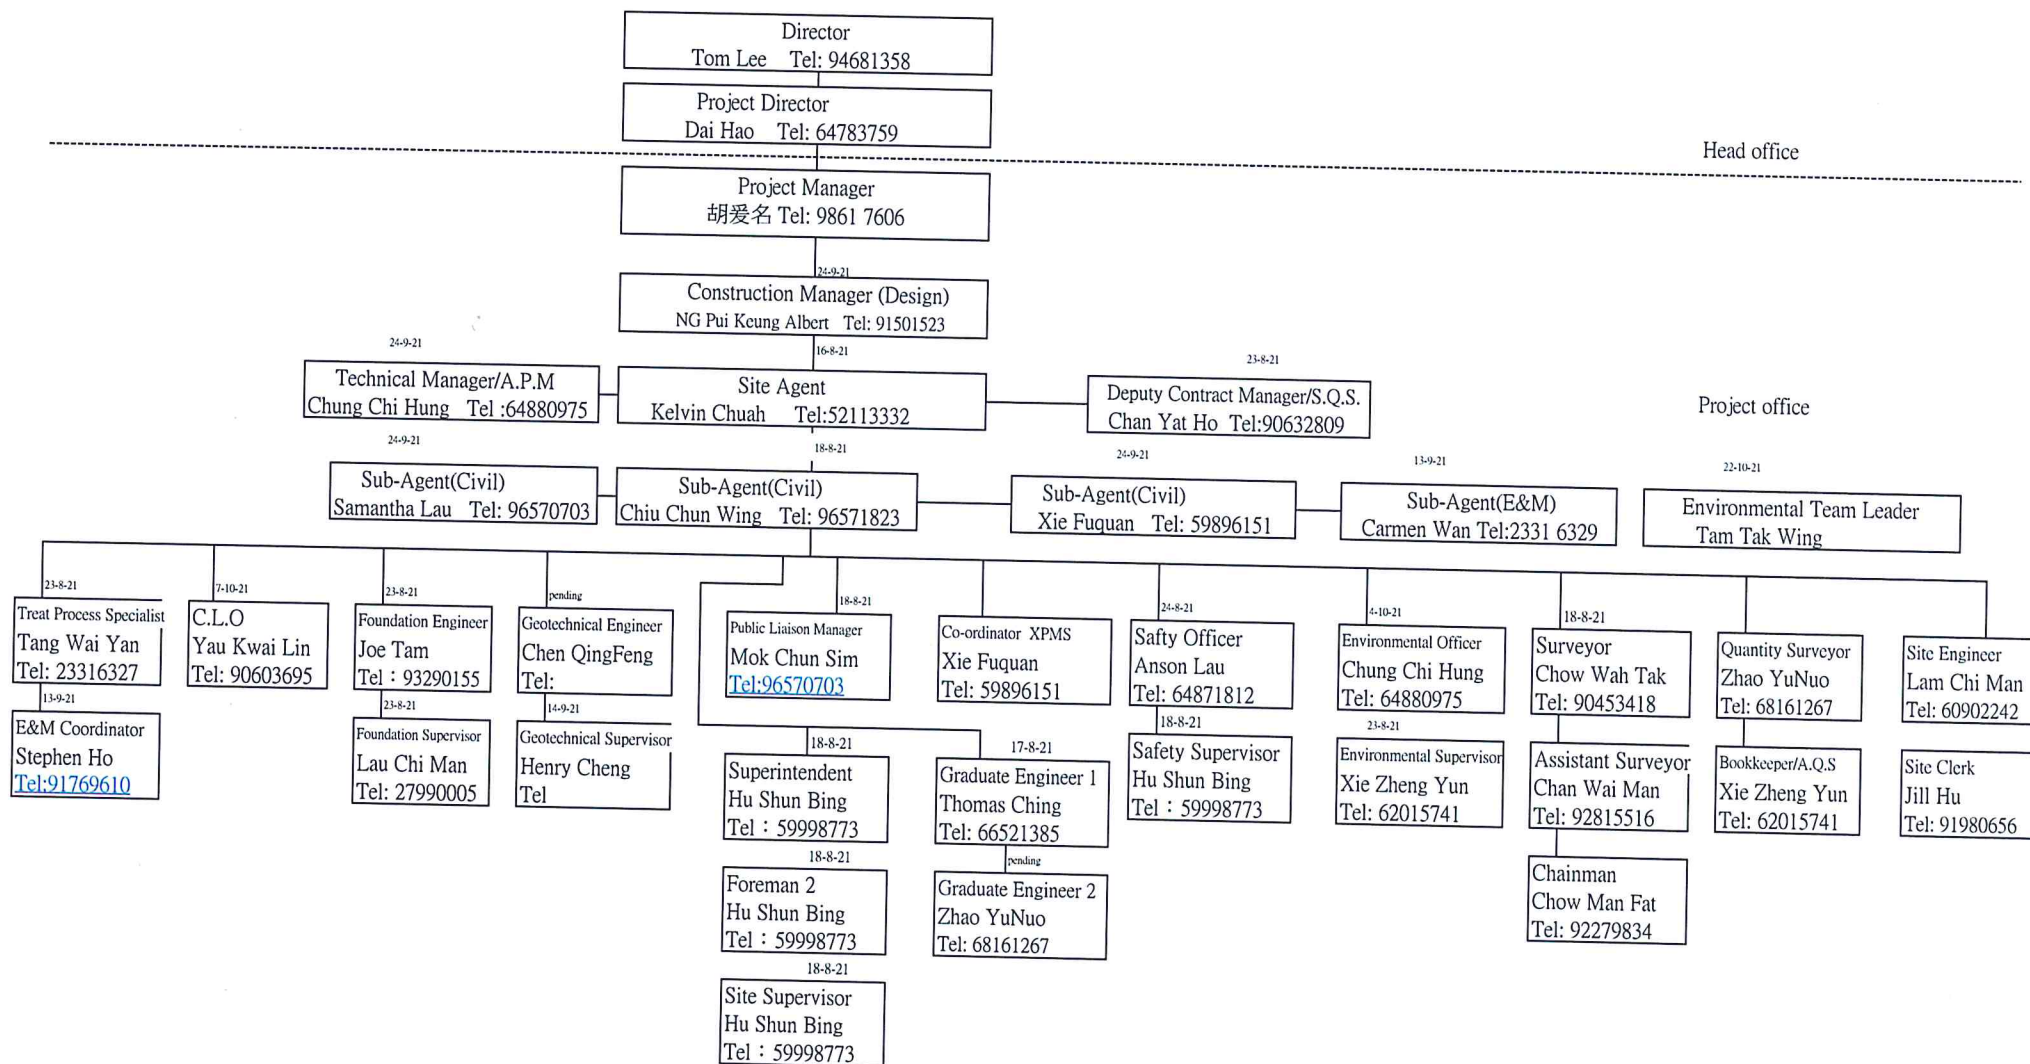 Director
Tom Lee Tel: 94681358
Project Director
Dai Hao Tel: 64783759
Head office
Project Manager
胡爰名 Tel: 9861 7606
24-9-21
Construction Manager (Design)
NG Pui Keung Albert Tel: 91501523
24-9-21
Technical Manager/A.P.M
Chung Chi Hung Tel :64880975
16-8-21
Site Agent
Kelvin Chuah Tel:52113332
23-8-21
Deputy Contract Manager/S.Q.S.
Chan Yat Ho Tel:90632809
Project office
24-9-21
Sub-Agent(Civil)
Samantha Lau Tel: 96570703
18-8-21
Sub-Agent(Civil)
Chiu Chun Wing Tel: 96571823
24-9-21
Sub-Agent(Civil)
Xie Fuquan Tel: 59896151
13-9-21
Sub-Agent(E&M)
Carmen Wan Tel:2331 6329
22-10-21
Environmental Team Leader
Tam Tak Wing
23-8-21
Treat Process Specialist
Tang Wai Yan
Tel: 23316327
7-10-21
C.L.O
Yau Kwai Lin
Tel: 90603695
23-8-21
Foundation Engineer
Joe Tam
Tel：93290155
pending
Geotechnical Engineer
Chen QingFeng
Tel:
18-8-21
Public Liaison Manager
Mok Chun Sim
Tel:96570703
Co-ordinator XPMS
Xie Fuquan
Tel: 59896151
24-8-21
Safty Officer
Anson Lau
Tel: 64871812
4-10-21
Environmental Officer
Chung Chi Hung
Tel: 64880975
18-8-21
Surveyor
Chow Wah Tak
Tel: 90453418
Quantity Surveyor
Zhao YuNuo
Tel: 68161267
Site Engineer
Lam Chi Man
Tel: 60902242
13-9-21
E&M Coordinator
Stephen Ho
Tel:91769610
23-8-21
Foundation Supervisor
Lau Chi Man
Tel: 27990005
14-9-21
Geotechnical Supervisor
Henry Cheng
Tel
18-8-21
Superintendent
Hu Shun Bing
Tel：59998773
17-8-21
Graduate Engineer 1
Thomas Ching
Tel: 66521385
18-8-21
Safety Supervisor
Hu Shun Bing
Tel：59998773
23-8-21
Environmental Supervisor
Xie Zheng Yun
Tel: 62015741
Assistant Surveyor
Chan Wai Man
Tel: 92815516
Bookkeeper/A.Q.S
Xie Zheng Yun
Tel: 62015741
Site Clerk
Jill Hu
Tel: 91980656
18-8-21
Foreman 2
Hu Shun Bing
Tel：59998773
pending
Graduate Engineer 2
Zhao YuNuo
Tel: 68161267
Chainman
Chow Man Fat
Tel: 92279834
18-8-21
Site Supervisor
Hu Shun Bing
Tel：59998773